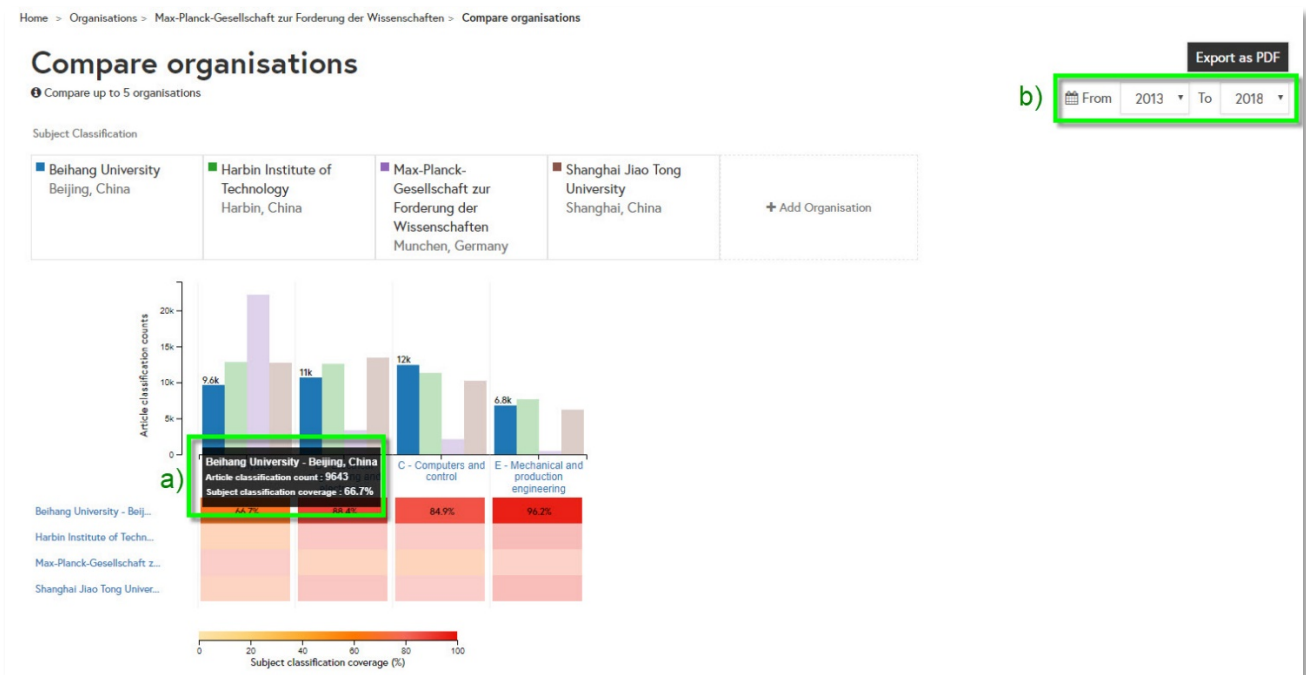 Home > Organisations > Max-Planck-Gesellschaft zur Forderung der Wissenschaften > Compare organisations
Compare organisations
Export as PDF
Compare up to 5 organisations
b)
From 2013 To 2018
Subject Classification
Beihang University
Beijing, China
Harbin Institute of
Technology
Harbin, China
Max-Planck-
Gesellschaft zur
Forderung der
Wissenschaften
Munchen, Germany
Shanghai Jiao Tong
University
Shanghai, China
+ Add Organisation
Article classification counts
20k
15k
10k
5k
0
9.6k
11k
12k
6.8k
a)
Beihang University - Beijing, China
Article classification count : 9643
Subject classification coverage : 66.7%
C - Computers and
control
E - Mechanical and
production
engineering
Beihang University - Beij...
66.7%
88.4%
84.9%
96.2%
Harbin Institute of Techn...
Max-Planck-Gesellschaft z...
Shanghai Jiao Tong Univer...
0 20 40 60 80 100
Subject classification coverage (%)